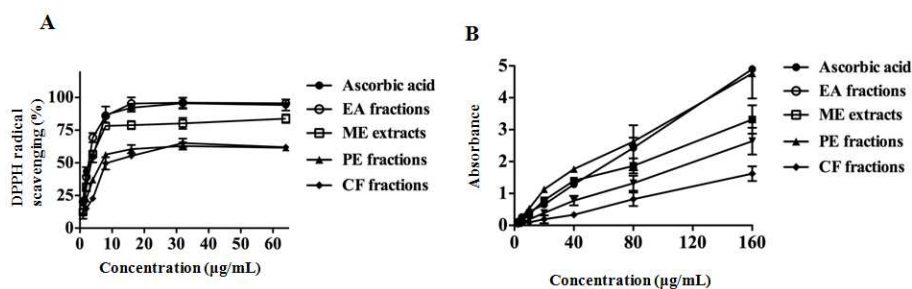 A
DPPH radical
scavenging (%)
100
75
50
25
0
0 10 20 30 40 50 60
Concentration (µg/mL)
Ascorbic acid
EA fractions
ME extracts
PE fractions
CF fractions
B
Absorbance
5
4
3
2
1
0
0 40 80 120 160
Concentration (µg/mL)
Ascorbic acid
EA fractions
ME extracts
PE fractions
CF fractions